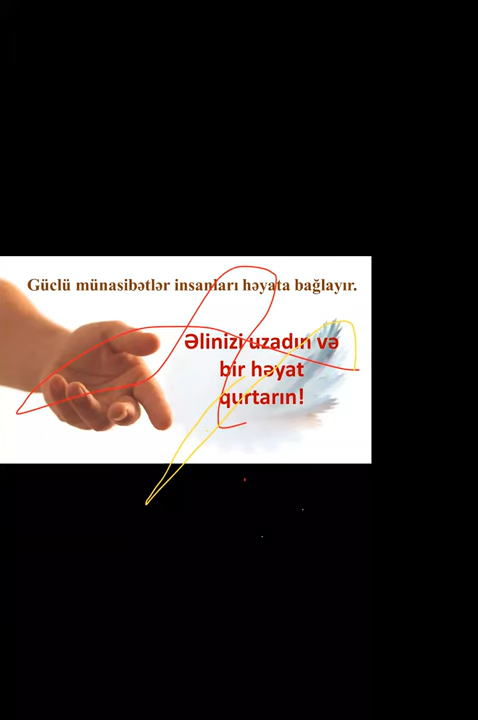 Güclü münasibətlər insanları həyata bağlayır.
Əlinizi uzadın və
bir həyat
qurtarın!